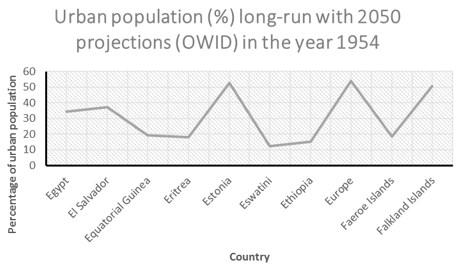 Urban population (%) long-run with 2050
projections (OWID) in the year 1954
Percentage of urban population
60
50
40
30
20
10
0
Egypt
El Salvador
Equatorial Guinea
Eritrea
Estonia
Eswatini
Ethiopia
Europe
Faeroe Islands
Falkland Islands
Country